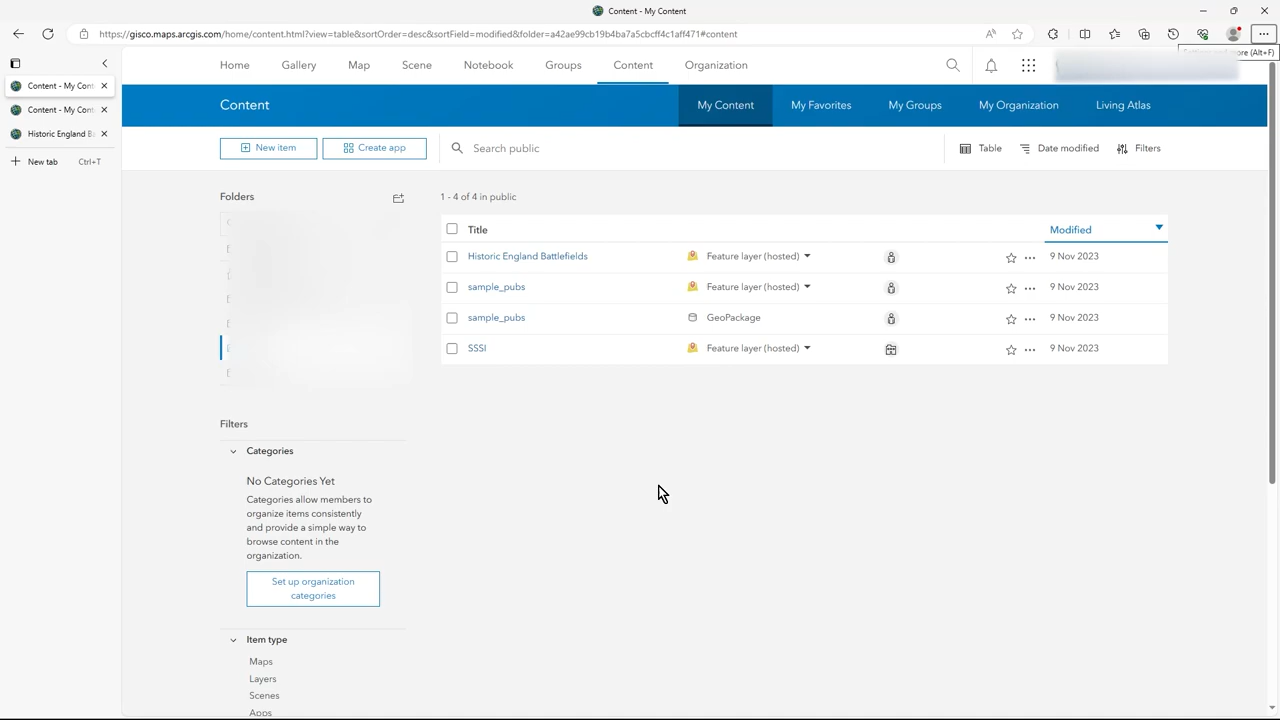 Content - My Content
https://gisco.maps.arcgis.com/home/content.html?view=table&sortOrder=desc&sortField=modified&folder=a42ae99cb19b4ba7a5cbcff4c1aff471#content
Settings and more (Alt+F)
Content - My Cont
Content - My Cont
Historic England Ba
New tab Ctrl+T
Home Gallery Map Scene Notebook Groups Content Organization
Content My Content My Favorites My Groups My Organization Living Atlas
New item Create app Search public Table Date modified Filters
Folders
1 - 4 of 4 in public
Title Modified
Historic England Battlefields Feature layer (hosted) 9 Nov 2023
sample_pubs Feature layer (hosted) 9 Nov 2023
sample_pubs GeoPackage 9 Nov 2023
SSSI Feature layer (hosted) 9 Nov 2023
Filters
Categories
No Categories Yet
Categories allow members to
organize items consistently
and provide a simple way to
browse content in the
organization.
Set up organization
categories
Item type
Maps
Layers
Scenes
Apps